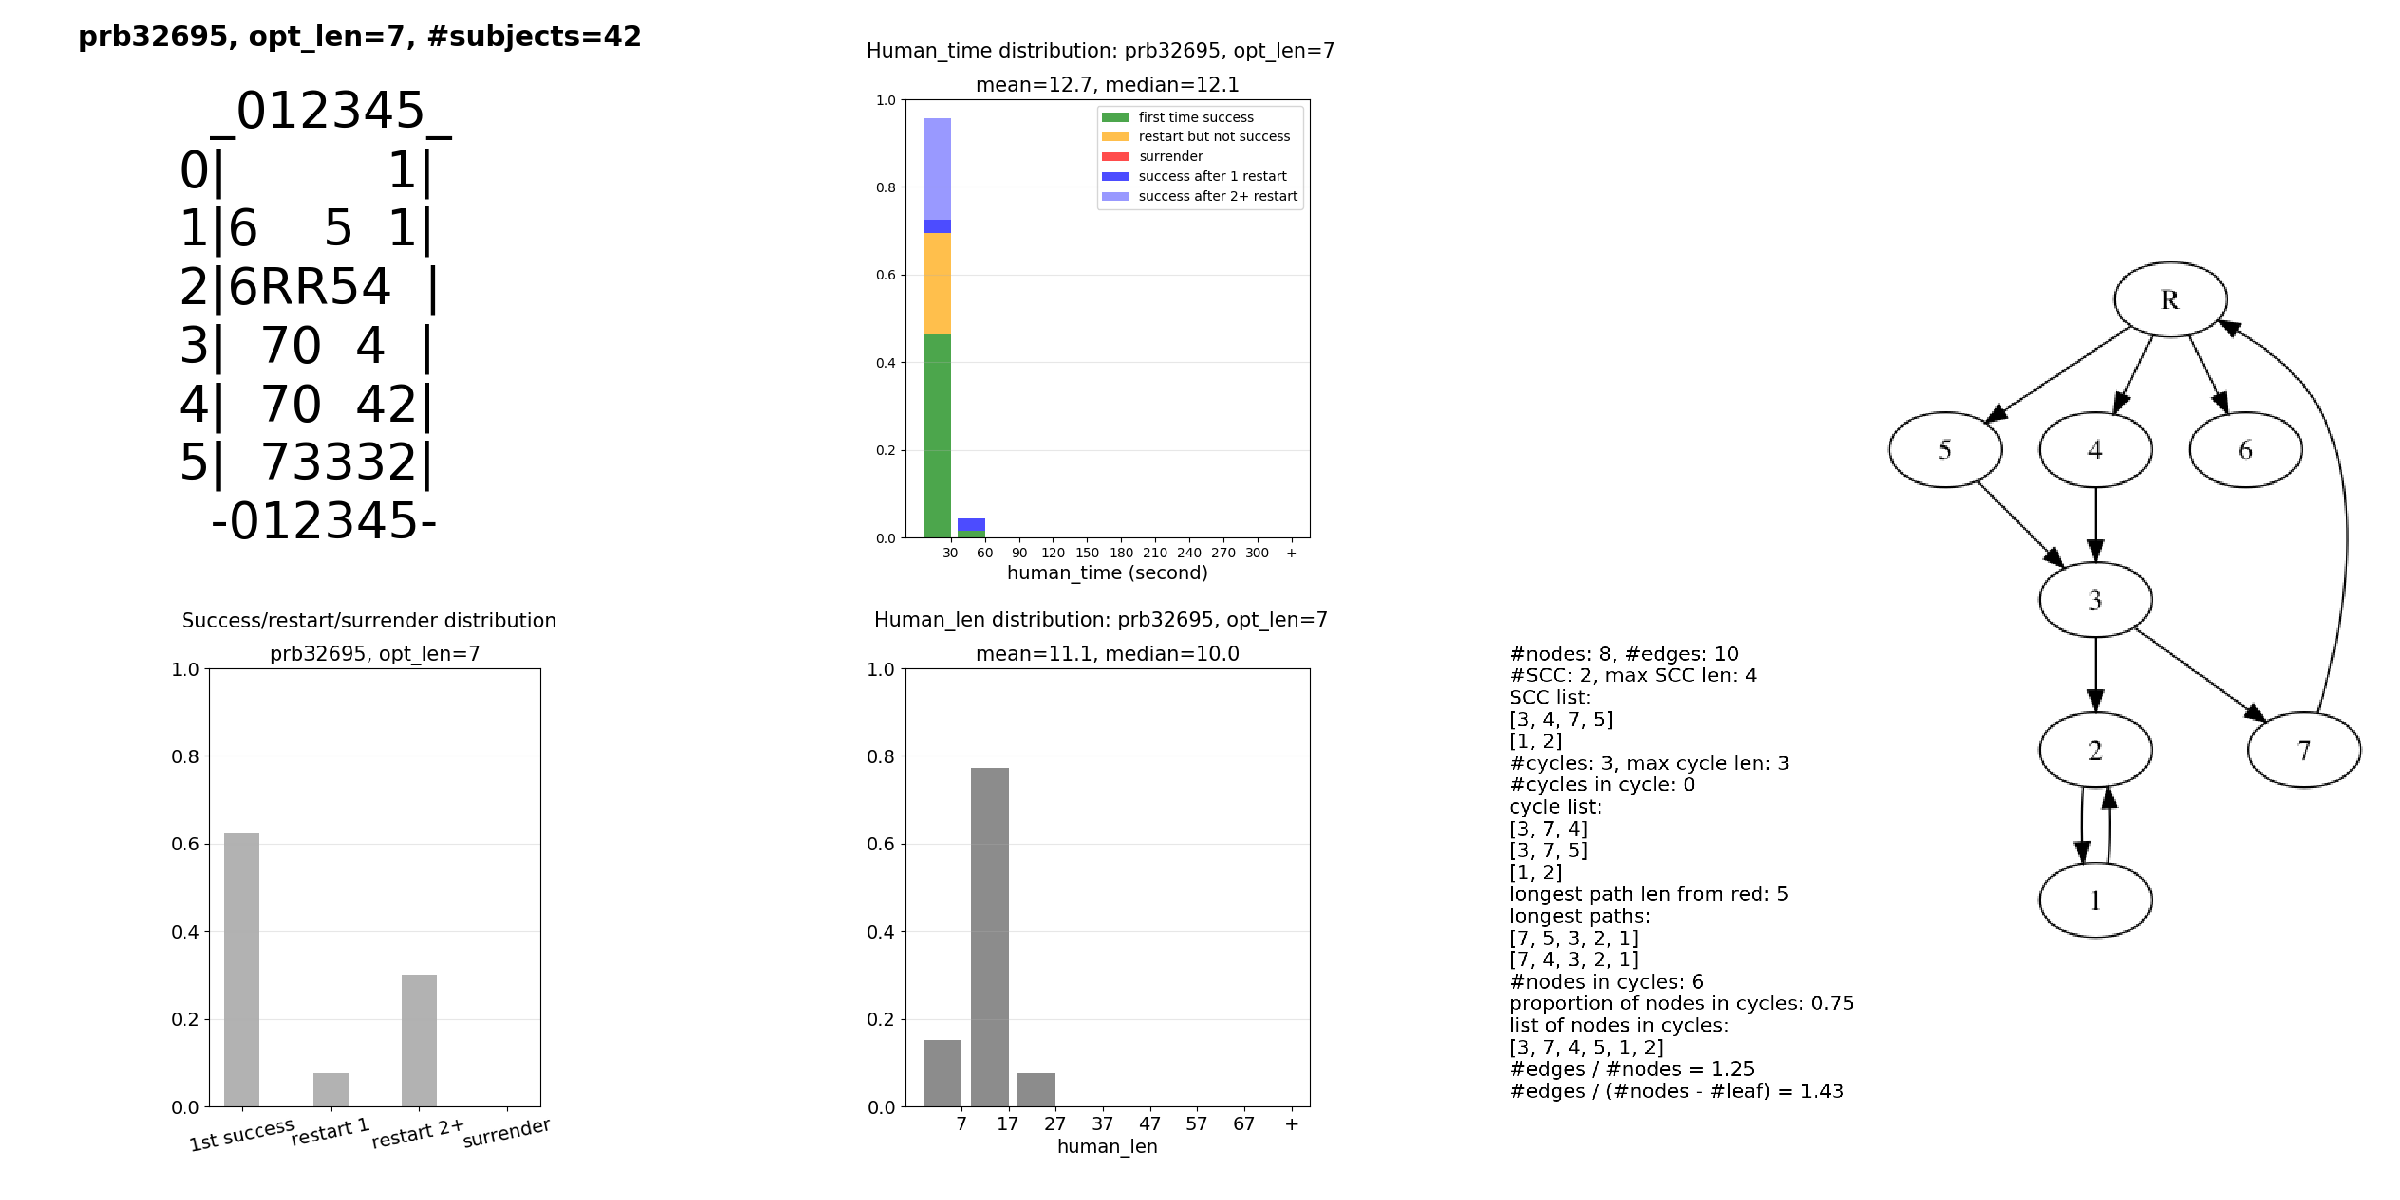 prb32695, opt_len=7, #subjects=42
_012345_
0|     1|
1|6  5 1|
2|6RR54 |
3| 70 4 |
4| 70 42|
5| 73332|
-012345-
Human_time distribution: prb32695, opt_len=7
mean=12.7, median=12.1
1.0
0.8
0.6
0.4
0.2
0.0
first time success
restart but not success
surrender
success after 1 restart
success after 2+ restart
30 60 90 120 150 180 210 240 270 300 +
human_time (second)
Success/restart/surrender distribution
prb32695, opt_len=7
1.0
0.8
0.6
0.4
0.2
0.0
1st success restart 1 restart 2+ surrender
Human_len distribution: prb32695, opt_len=7
mean=11.1, median=10.0
1.0
0.8
0.6
0.4
0.2
0.0
7 17 27 37 47 57 67 +
human_len
#nodes: 8, #edges: 10
#SCC: 2, max SCC len: 4
SCC list:
[3, 4, 7, 5]
[1, 2]
#cycles: 3, max cycle len: 3
#cycles in cycle: 0
cycle list:
[3, 7, 4]
[3, 7, 5]
[1, 2]
longest path len from red: 5
longest paths:
[7, 5, 3, 2, 1]
[7, 4, 3, 2, 1]
#nodes in cycles: 6
proportion of nodes in cycles: 0.75
list of nodes in cycles:
[3, 7, 4, 5, 1, 2]
#edges / #nodes = 1.25
#edges / (#nodes - #leaf) = 1.43
R
5 4 6
3
2 7
1